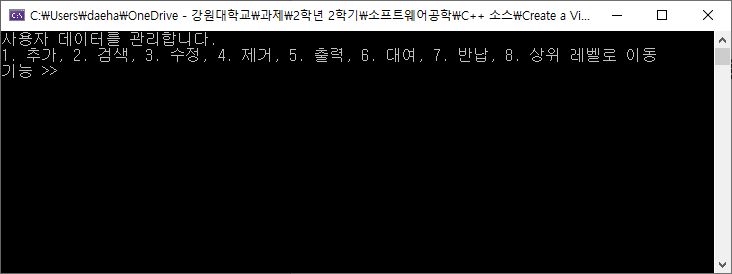 C:₩Users₩daeha₩OneDrive - 강원대학교₩과제₩2학년 2학기₩소프트웨어공학₩C++ 소스₩Create a Vi...
사용자 데이터를 관리합니다.
1. 추가, 2. 검색, 3. 수정, 4. 제거, 5. 출력, 6. 대여, 7. 반납, 8. 상위 레벨로 이동
기능 >>